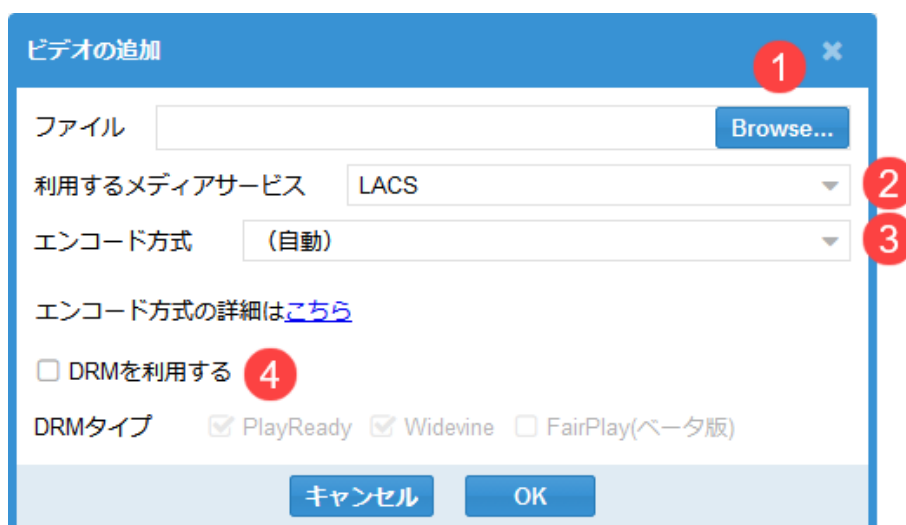 ビデオの追加 1
ファイル Browse...
利用するメディアサービス LACS 2
エンコード方式 （自動） 3
エンコード方式の詳細はこちら
DRMを利用する 4
DRMタイプ PlayReady Widevine FairPlay(ベータ版)
キャンセル OK